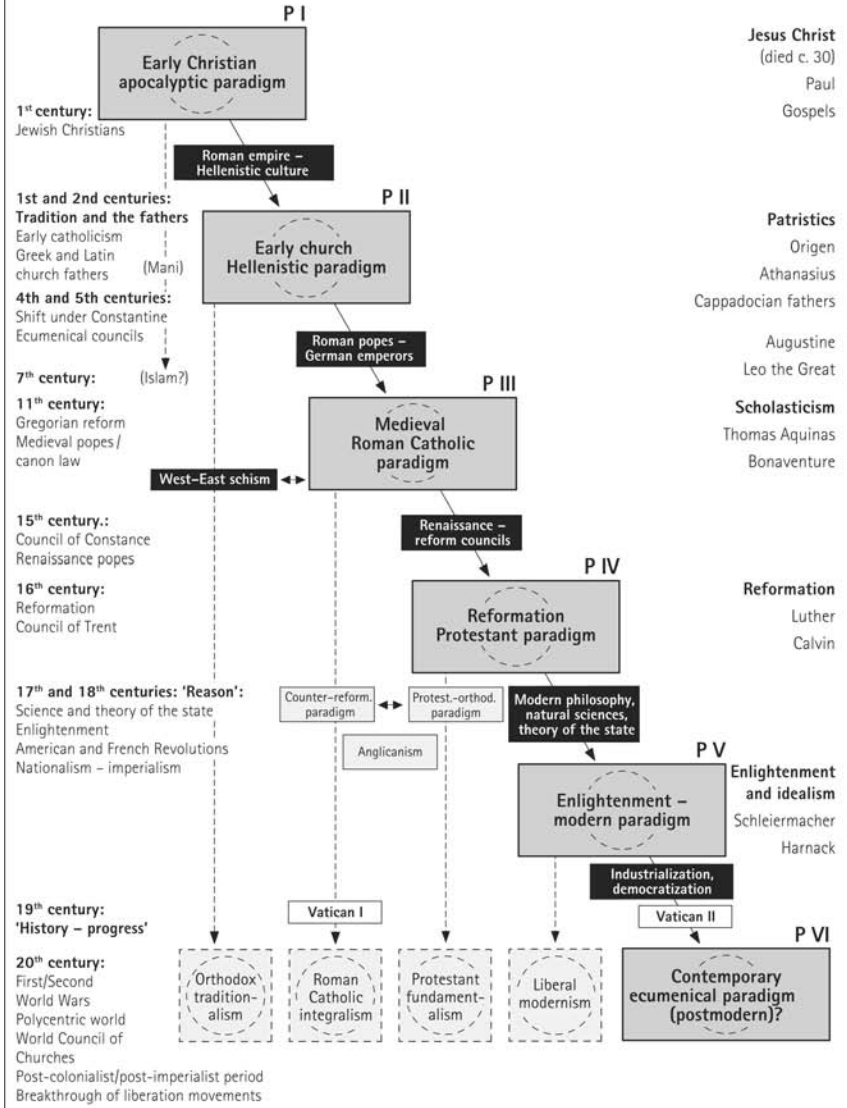 P I
Early Christian
apocalyptic paradigm
Jesus Christ
(died c. 30)
Paul
Gospels
1st century:
Jewish Christians
Roman empire –
Hellenistic culture
P II
1st and 2nd centuries:
Tradition and the fathers
Early catholicism
Greek and Latin
church fathers
(Mani)
Early church
Hellenistic paradigm
Patristics
Origen
Athanasius
Cappadocian fathers
4th and 5th centuries:
Shift under Constantine
Ecumenical councils
Roman popes –
German emperors
Augustine
Leo the Great
7th century:
(Islam?)
P III
11th century:
Gregorian reform
Medieval popes/
canon law
Medieval
Roman Catholic
paradigm
Scholasticism
Thomas Aquinas
Bonaventure
West–East schism
15th century.:
Council of Constance
Renaissance popes
Renaissance –
reform councils
P IV
16th century:
Reformation
Council of Trent
Reformation
Protestant paradigm
Reformation
Luther
Calvin
17th and 18th centuries: 'Reason':
Science and theory of the state
Enlightenment
American and French Revolutions
Nationalism – imperialism
Counter–reform.
paradigm
Protest.-orthod.
paradigm
Anglicanism
Modern philosophy,
natural sciences,
theory of the state
P V
Enlightenment –
modern paradigm
Enlightenment
and idealism
Schleiermacher
Harnack
Industrialization,
democratization
19th century:
'History – progress'
Vatican I
Vatican II
P VI
20th century:
First/Second
World Wars
Polycentric world
World Council of
Churches
Post-colonialist/post-imperialist period
Breakthrough of liberation movements
Orthodox
tradition-
alism
Roman
Catholic
integralism
Protestant
fundament-
alism
Liberal
modernism
Contemporary
ecumenical paradigm
(postmodern)?